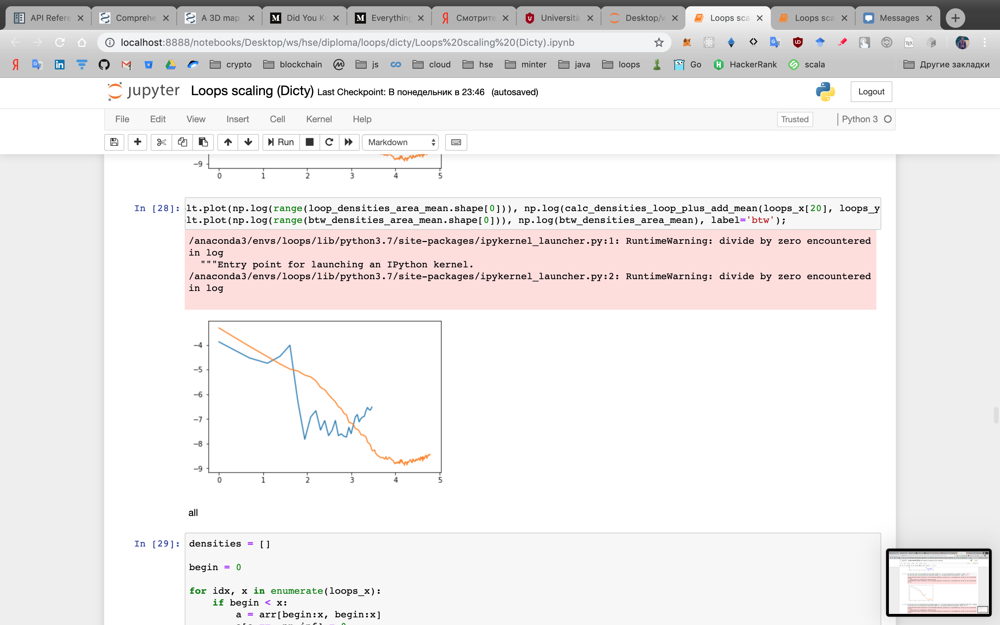 API Refere
Comprehe
A 3D map
Did You K
Everything
Смотрите
Università
Desktop/w
Loops sca
Loops sca
Messages
localhost:8888/notebooks/Desktop/ws/hse/diploma/loops/dicty/Loops%20scaling%20(Dicty).ipynb
crypto blockchain js cloud hse minter java loops Go HackerRank scala Другие закладки
jupyter Loops scaling (Dicty) Last Checkpoint: В понедельник в 23:46 (autosaved) Logout
File Edit View Insert Cell Kernel Help Trusted Python 3
Run Markdown
−9
0 1 2 3 4 5
In [28]: lt.plot(np.log(range(loop_densities_area_mean.shape[0])), np.log(calc_densities_loop_plus_add_mean(loops_x[20], loops_y
lt.plot(np.log(range(btw_densities_area_mean.shape[0])), np.log(btw_densities_area_mean), label='btw');
/anaconda3/envs/loops/lib/python3.7/site-packages/ipykernel_launcher.py:1: RuntimeWarning: divide by zero encountered
in log
"""Entry point for launching an IPython kernel.
/anaconda3/envs/loops/lib/python3.7/site-packages/ipykernel_launcher.py:2: RuntimeWarning: divide by zero encountered
in log
−4
−5
−6
−7
−8
−9
0 1 2 3 4 5
all
In [29]: densities = []
begin = 0
for idx, x in enumerate(loops_x):
if begin < x:
a = arr[begin:x, begin:x]